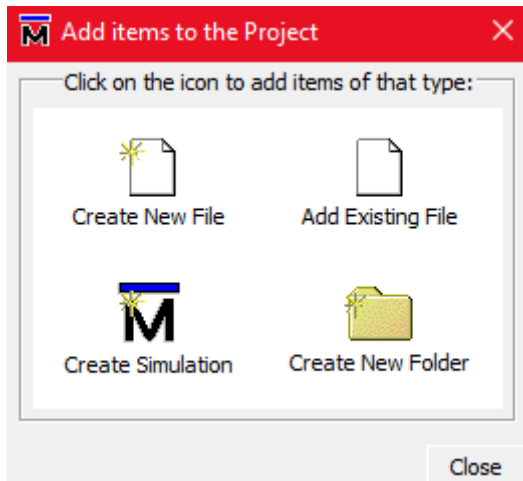 Add items to the Project
Click on the icon to add items of that type:
Create New File
Add Existing File
Create Simulation
Create New Folder
Close